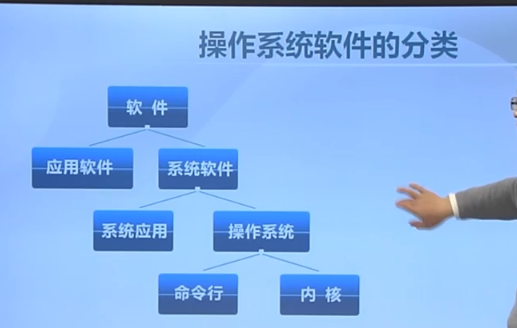 操作系统软件的分类
软 件
应用软件
系统软件
系统应用
操作系统
命令行
内 核